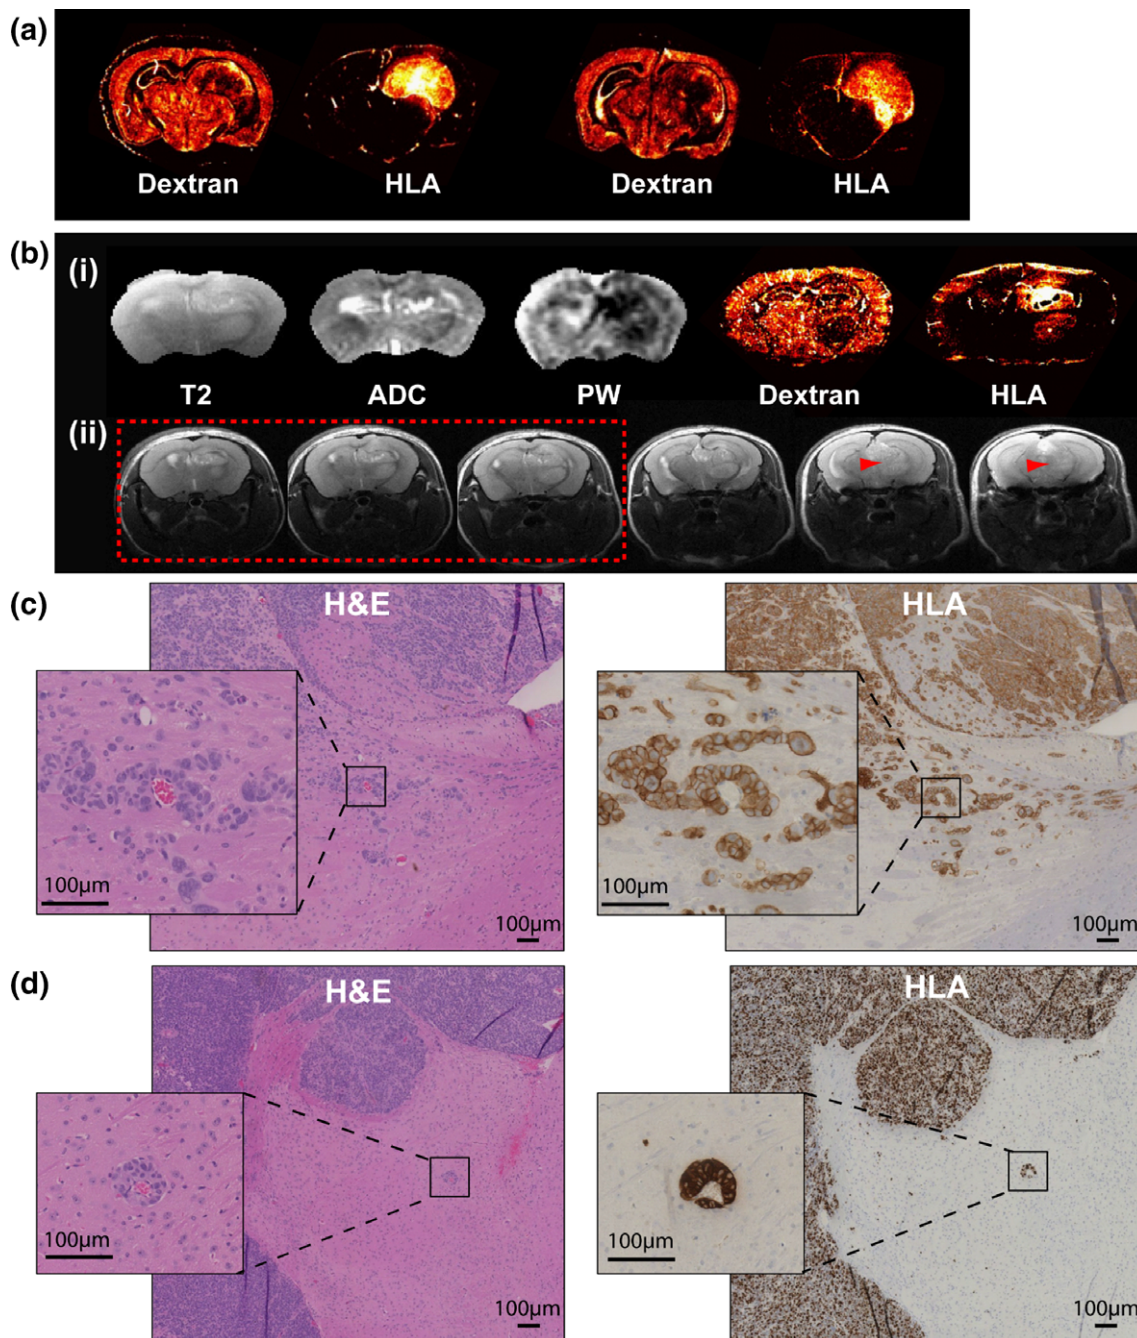 (a)
Dextran HLA Dextran HLA
(b)
(i)
T2 ADC PW Dextran HLA
(ii)
(c)
H&E HLA
100µm 100µm 100µm 100µm
(d)
H&E HLA
100µm 100µm 100µm 100µm